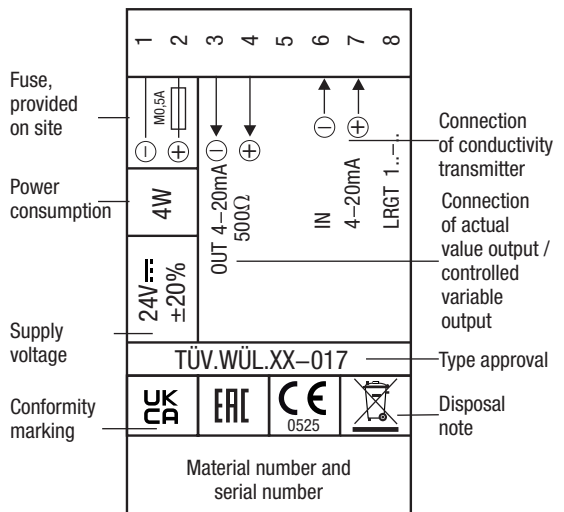 1 2 3 4 5 6 7 8
Fuse,
provided
on site
M0,5A
− + − + − +
Connection
of conductivity
transmitter
Power
consumption
4W
OUT 4–20mA
500Ω
IN
4–20mA
LRGT 1..–..
Connection
of actual
value output /
controlled
variable
output
24V
±20%
Supply
voltage
TÜV.WÜL.XX–017
Type approval
Conformity
marking
UK
CA
EAC
CE
0525
Disposal
note
Material number and
serial number